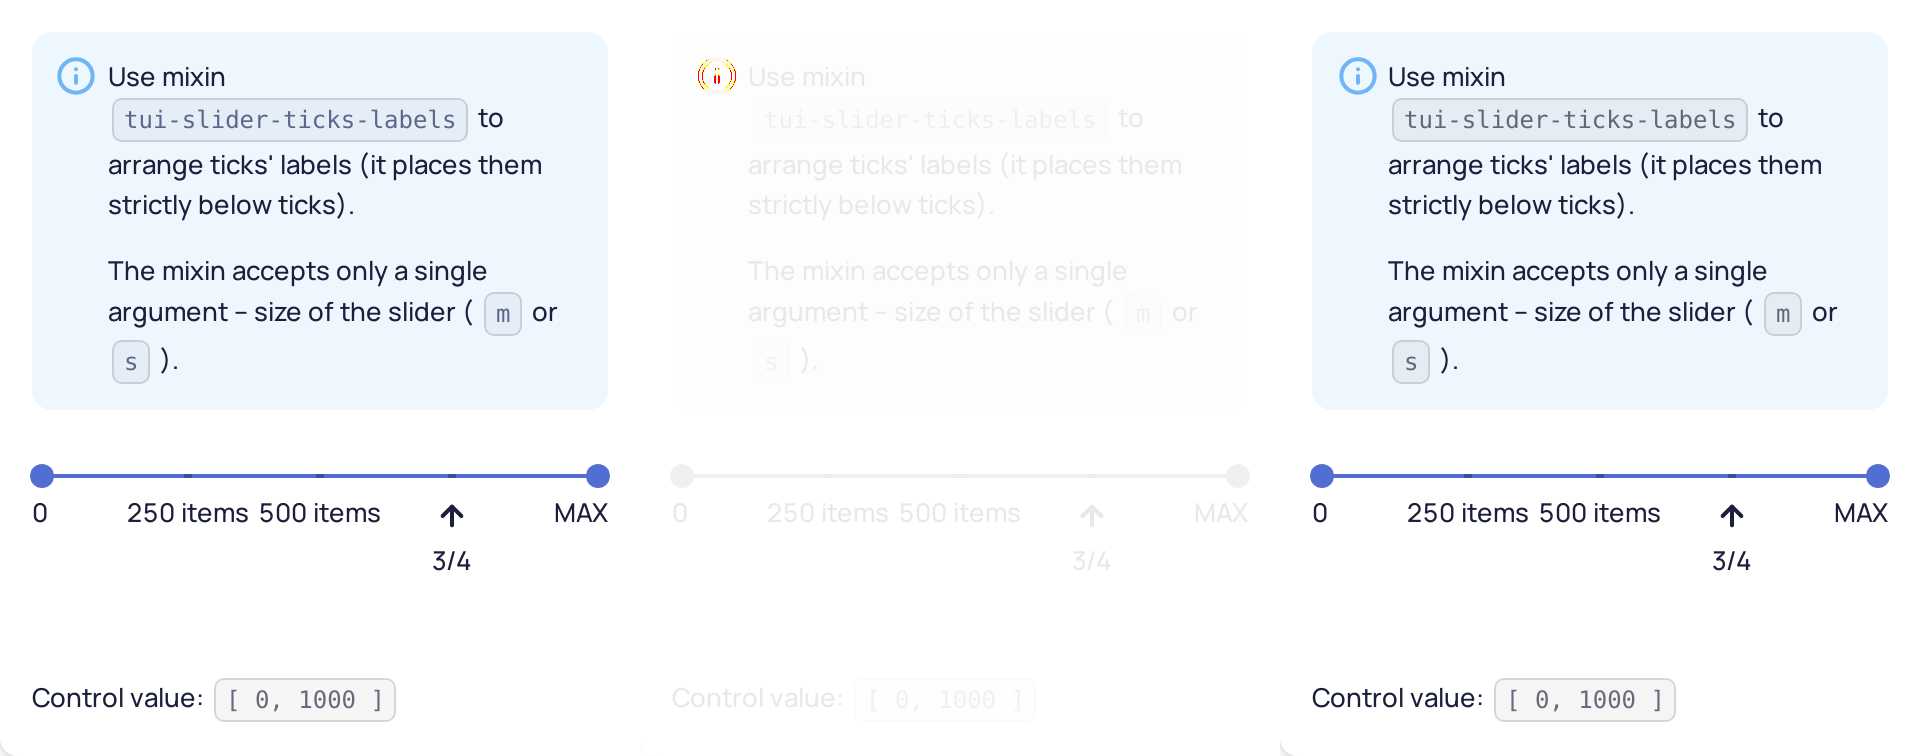 Use mixin
tui-slider-ticks-labels to
arrange ticks' labels (it places them
strictly below ticks).
The mixin accepts only a single
argument – size of the slider ( m or
s ).
0 250 items 500 items MAX
3/4
Control value: [ 0, 1000 ]
Use mixin
tui-slider-ticks-labels to
arrange ticks' labels (it places them
strictly below ticks).
The mixin accepts only a single
argument – size of the slider ( m or
s ).
0 250 items 500 items MAX
3/4
Control value: [ 0, 1000 ]
Use mixin
tui-slider-ticks-labels to
arrange ticks' labels (it places them
strictly below ticks).
The mixin accepts only a single
argument – size of the slider ( m or
s ).
0 250 items 500 items MAX
3/4
Control value: [ 0, 1000 ]